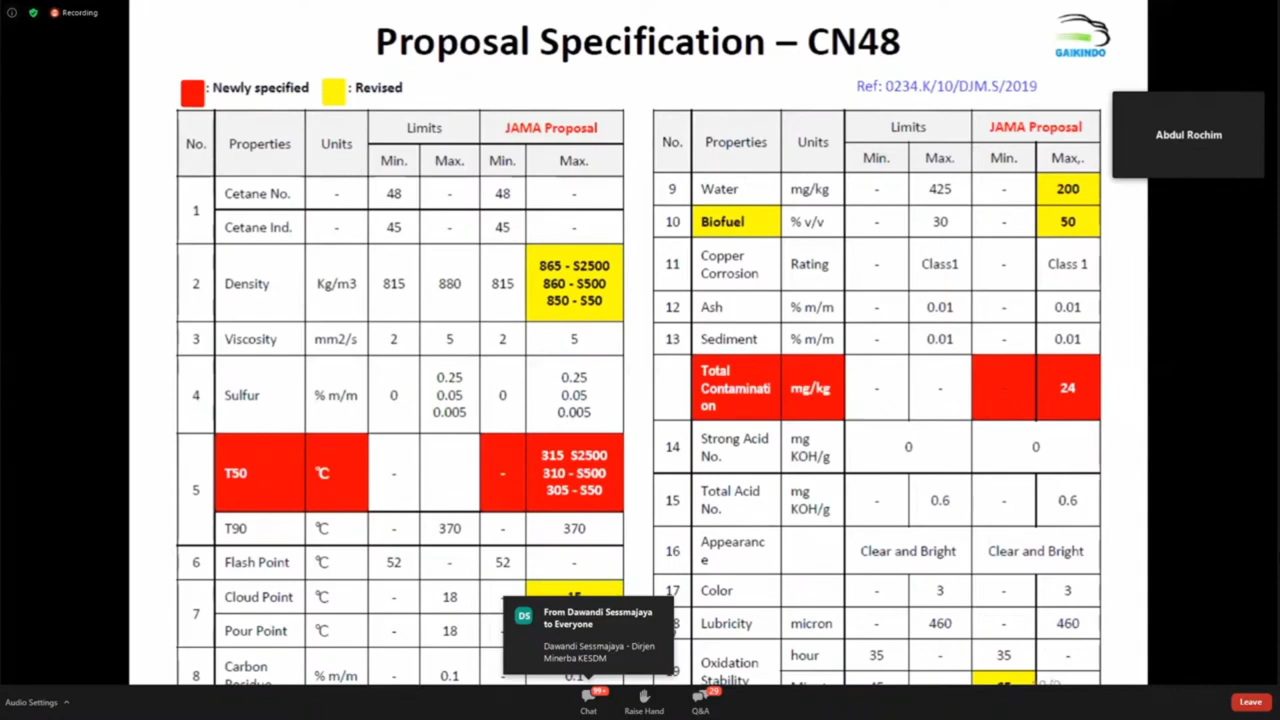 Recording
Proposal Specification – CN48
GAIKINDO
: Newly specified : Revised
Ref: 0234.K/10/DJM.S/2019
Abdul Rochim
No. Properties Units Limits JAMA Proposal
Min. Max. Min. Max.
1 Cetane No. - 48 - 48 -
Cetane Ind. - 45 - 45 -
2 Density Kg/m3 815 880 815 865 - S2500
860 - S500
850 - S50
3 Viscosity mm2/s 2 5 2 5
4 Sulfur % m/m 0 0.25 0 0.25
0.05 0.05
0.005 0.005
5 T50 ℃ - - 315 S2500
310 - S500
305 - S50
T90 ℃ - 370 - 370
6 Flash Point ℃ 52 - 52 -
7 Cloud Point ℃ - 18
Pour Point ℃ - 18
8 Carbon % m/m - 0.1
No. Properties Units Limits JAMA Proposal
Min. Max. Min. Max,.
9 Water mg/kg - 425 - 200
10 Biofuel % v/v - 30 - 50
11 Copper
Corrosion Rating - Class1 - Class 1
12 Ash % m/m - 0.01 - 0.01
13 Sediment % m/m - 0.01 - 0.01
Total
Contaminati
on mg/kg - - - 24
14 Strong Acid
No. mg
KOH/g 0 0
15 Total Acid
No. mg
KOH/g - 0.6 - 0.6
16 Appearanc
e Clear and Bright Clear and Bright
17 Color - 3 - 3
Lubricity micron - 460 - 460
Oxidation
Stability hour 35 - 35 -
DS From Dawandi Sessmajaya
to Everyone
Dawandi Sessmajaya - Dirjen
Minerba KESDM
Audio Settings
99+
Chat
Raise Hand
29
Q&A
Leave